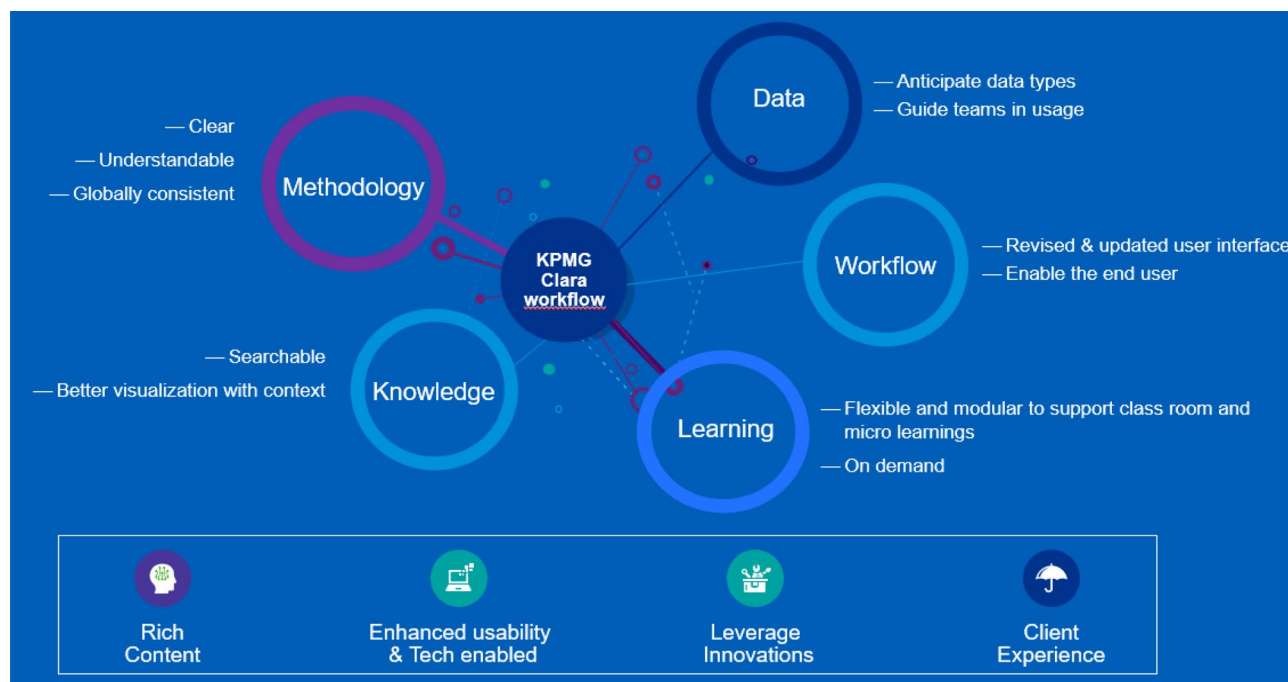 Data
— Anticipate data types
— Guide teams in usage
— Clear
— Understandable
— Globally consistent
Methodology
KPMG
Clara
workflow
Workflow
— Revised & updated user interface
— Enable the end user
— Searchable
— Better visualization with context
Knowledge
Learning
— Flexible and modular to support class room and
micro learnings
— On demand
Rich
Content
Enhanced usability
& Tech enabled
Leverage
Innovations
Client
Experience